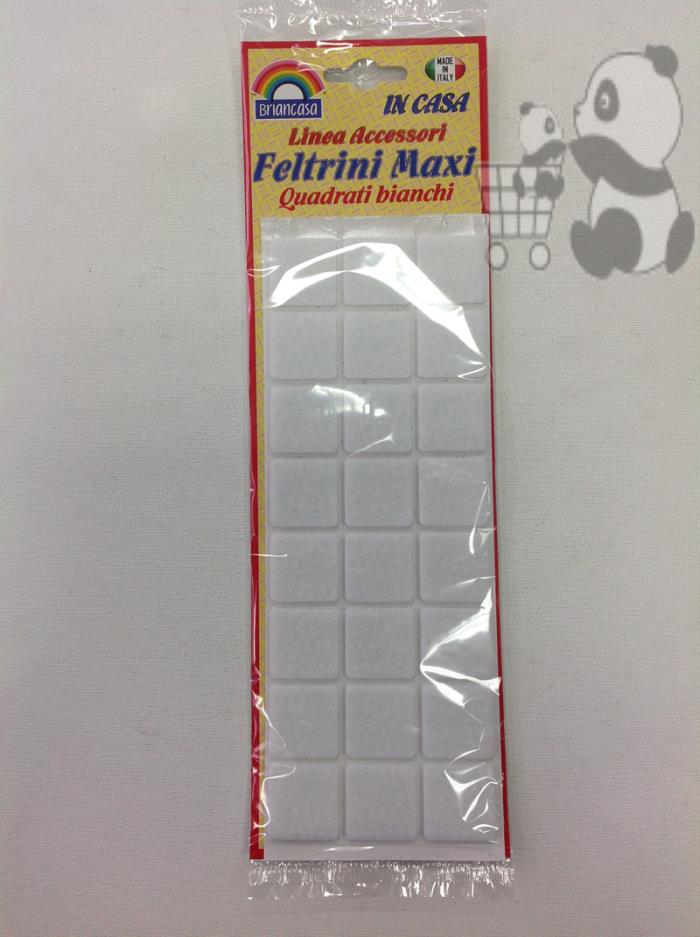 BRIANCASA
MADE
IN
ITALY
IN CASA
Linea Accessori
Feltrini Maxi
Quadrati bianchi